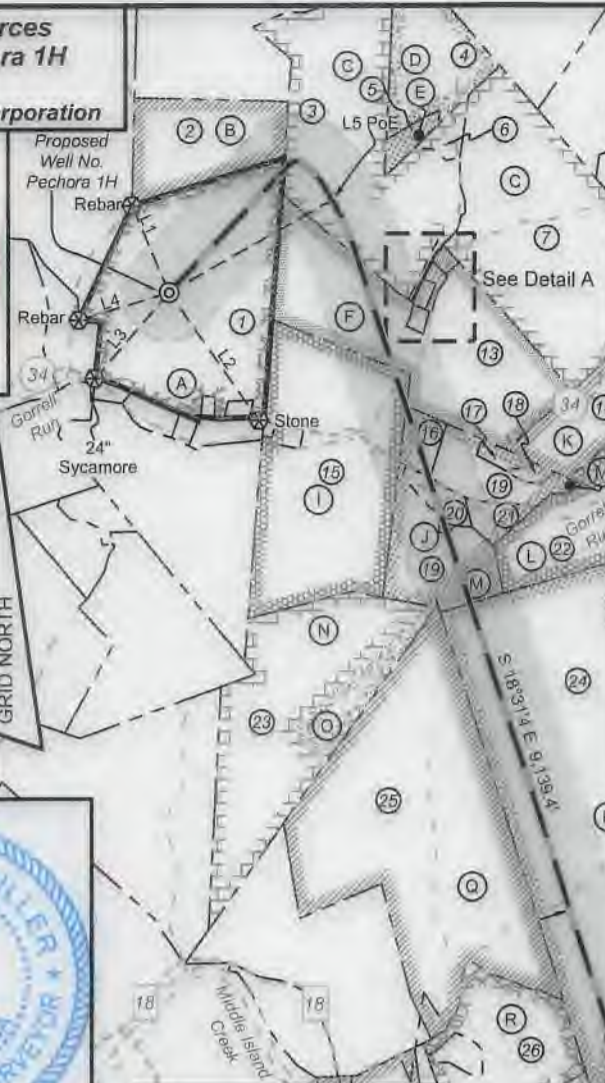 rces
ra 1H
rporation
Proposed
Well No.
Pechora 1H
Rebar
Rebar
L1
L4
L3
L2
34
Gorrell
Run
24"
Sycamore
Stone
1
A
2 B
3
C
5
D
4
E
L5 PoE
6
C
7
See Detail A
F
13
34
17
18
K
16
19
15
I
20
21
J
19
L 22
M
N
23
O
24
25
S 18°31'4 E 9,139.4'
Q
R
26
18
18
Middle Island
Creek
GRID NORTH
ILLER
RVEYOR